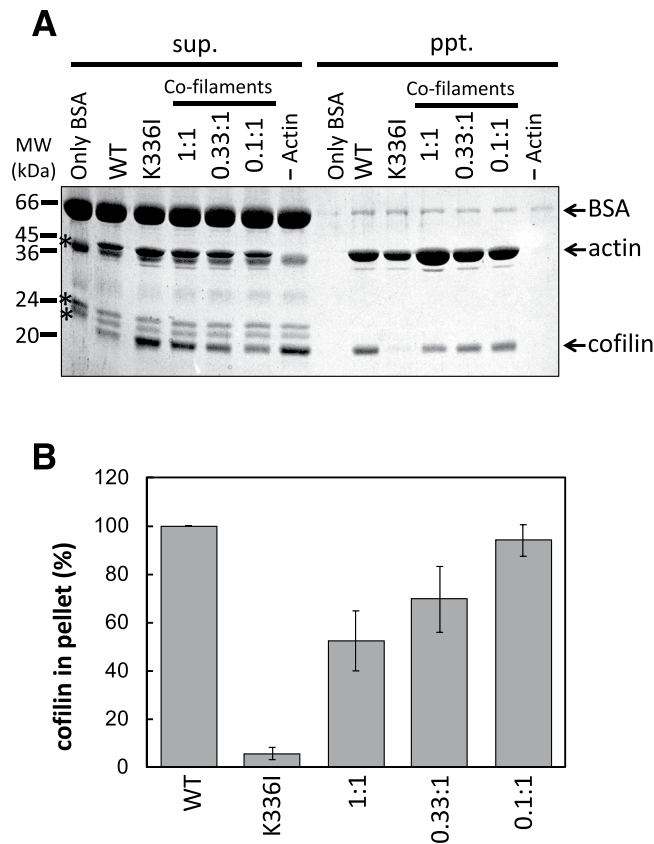 A
sup. ppt.
Co-filaments Co-filaments
Only BSA WT K336I 1:1 0.33:1 0.1:1 – Actin Only BSA WT K336I 1:1 0.33:1 0.1:1 – Actin
MW
(kDa)
66 BSA
45
*
36 actin
24 *
*
20 cofilin
B
cofilin in pellet (%)
120
100
80
60
40
20
0
WT K336I 1:1 0.33:1 0.1:1